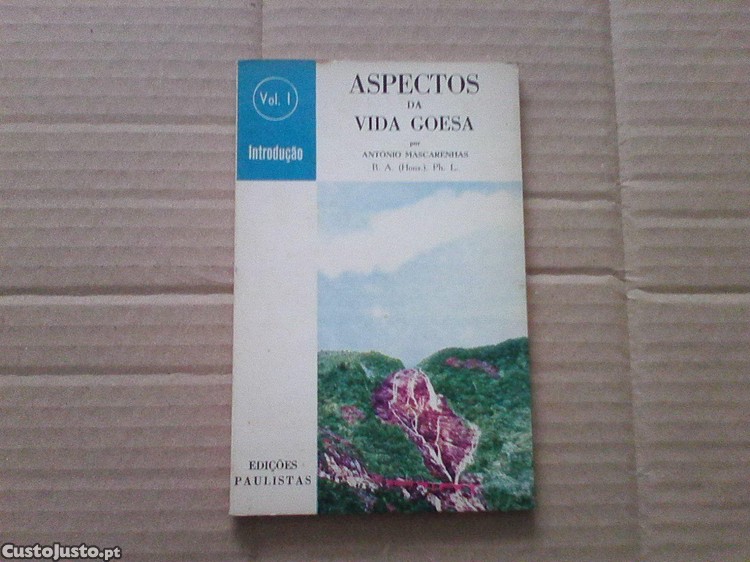 Vol. I
Introdução
ASPECTOS
DA
VIDA GOESA
por
ANTÓNIO MASCARENHAS
B. A. (Hons.). Ph. L.
EDIÇÕES
PAULISTAS
CustoJusto.pt